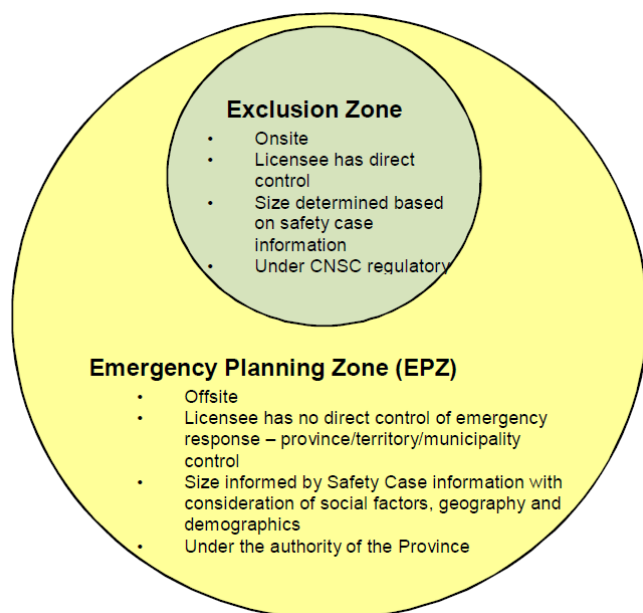 Exclusion Zone
• Onsite
• Licensee has direct
control
• Size determined based
on safety case
information
• Under CNSC regulatory
Emergency Planning Zone (EPZ)
• Offsite
• Licensee has no direct control of emergency
response – province/territory/municipality
control
• Size informed by Safety Case information with
consideration of social factors, geography and
demographics
• Under the authority of the Province